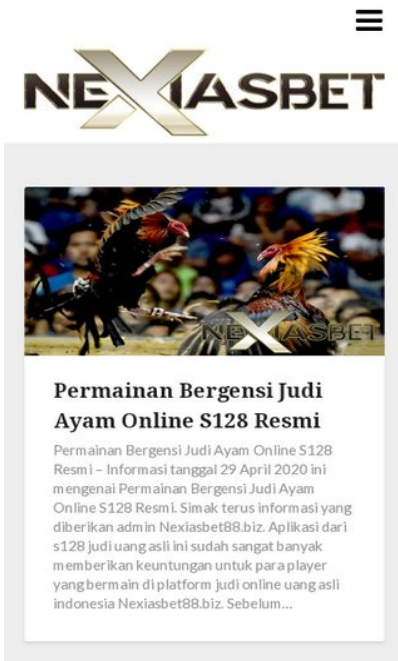 NEXIASBET
NEXIASBET
Permainan Bergensi Judi
Ayam Online S128 Resmi
Permainan Bergensi Judi Ayam Online S128
Resmi – Informasi tanggal 29 April 2020 ini
mengenai Permainan Bergensi Judi Ayam
Online S128 Resmi. Simak terus informasi yang
diberikan admin Nexiasbet88.biz. Aplikasi dari
s128 judi uang asli ini sudah sangat banyak
memberikan keuntungan untuk para player
yang bermain di platform judi online uang asli
indonesia Nexiasbet88.biz. Sebelum…